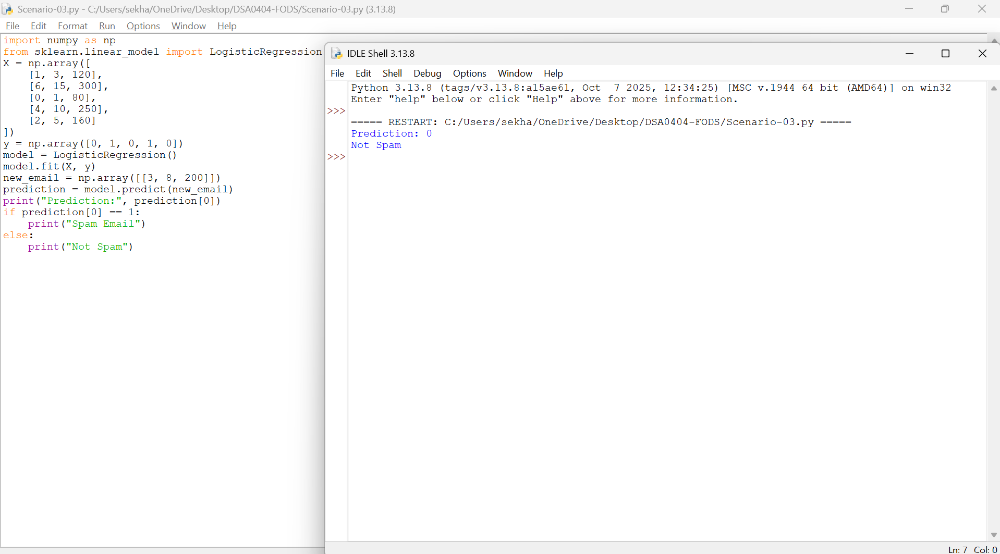 Scenario-03.py - C:/Users/sekha/OneDrive/Desktop/DSA0404-FODS/Scenario-03.py (3.13.8)
File Edit Format Run Options Window Help
import numpy as np
from sklearn.linear_model import LogisticRegression
X = np.array([
    [1, 3, 120],
    [6, 15, 300],
    [0, 1, 80],
    [4, 10, 250],
    [2, 5, 160]
])
y = np.array([0, 1, 0, 1, 0])
model = LogisticRegression()
model.fit(X, y)
new_email = np.array([[3, 8, 200]])
prediction = model.predict(new_email)
print("Prediction:", prediction[0])
if prediction[0] == 1:
    print("Spam Email")
else:
    print("Not Spam")
IDLE Shell 3.13.8
File Edit Shell Debug Options Window Help
Python 3.13.8 (tags/v3.13.8:a15ae61, Oct  7 2025, 12:34:25) [MSC v.1944 64 bit (AMD64)] on win32
Enter "help" below or click "Help" above for more information.
>>>
===== RESTART: C:/Users/sekha/OneDrive/Desktop/DSA0404-FODS/Scenario-03.py =====
Prediction: 0
Not Spam
>>>
Ln: 7 Col: 0